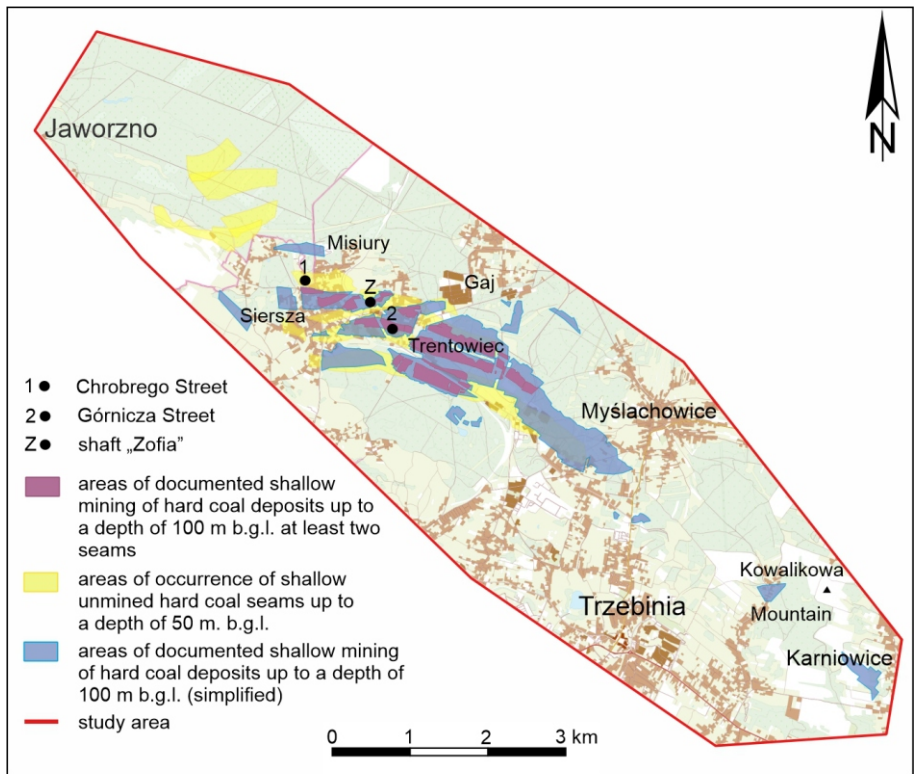 N
Jaworzno
Misiury
1
Gaj
Z
Siersza
2
Trentowiec
Myślachowice
1 Chrobrego Street
2 Górnicza Street
Z shaft „Zofia”
areas of documented shallow
mining of hard coal deposits up to
a depth of 100 m b.g.l. at least two
seams
areas of occurrence of shallow
unmined hard coal seams up to
a depth of 50 m. b.g.l.
areas of documented shallow mining
of hard coal deposits up to a depth of
100 m b.g.l. (simplified)
study area
Kowalikowa
Mountain
Trzebinia
Karniowice
0 1 2 3 km